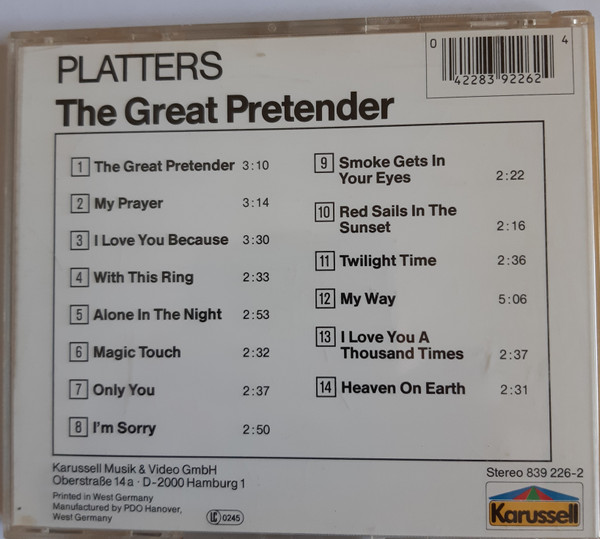 PLATTERS
The Great Pretender
0 42283 92262 4
1 The Great Pretender 3:10
2 My Prayer 3:14
3 I Love You Because 3:30
4 With This Ring 2:33
5 Alone In The Night 2:53
6 Magic Touch 2:32
7 Only You 2:37
8 I'm Sorry 2:50
9 Smoke Gets In
Your Eyes 2:22
10 Red Sails In The
Sunset 2:16
11 Twilight Time 2:36
12 My Way 5:06
13 I Love You A
Thousand Times 2:37
14 Heaven On Earth 2:31
Karussell Musik & Video GmbH
Oberstraße 14a · D-2000 Hamburg 1
Printed in West Germany
Manufactured by PDO Hanover,
West Germany
LC 0245
Stereo 839 226-2
Karussell